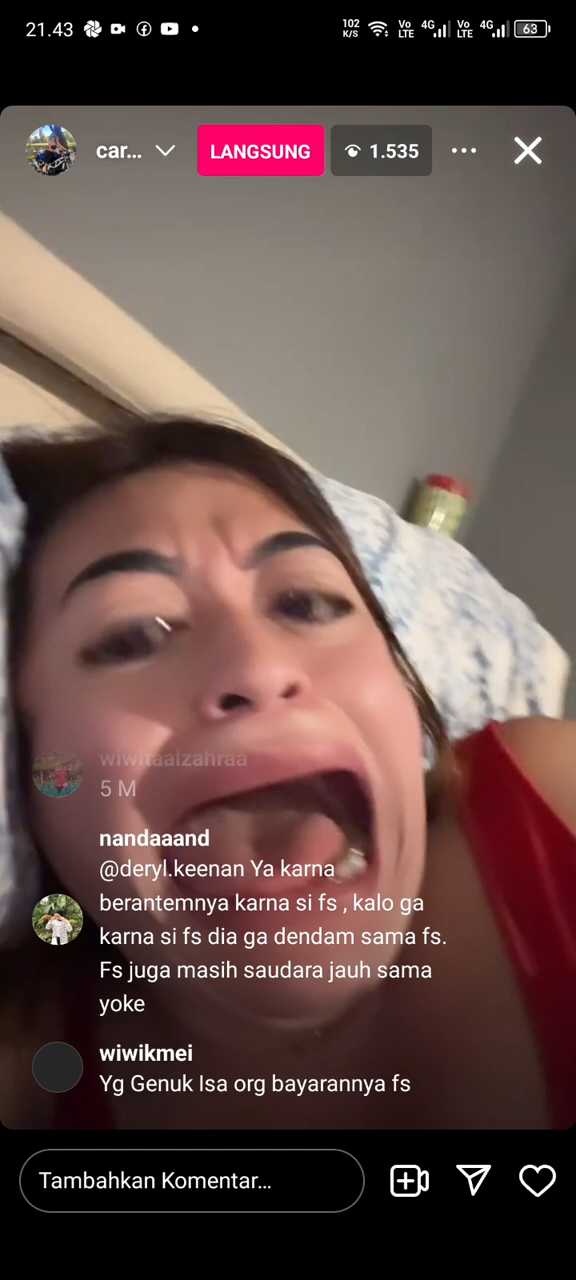 21.43
102
K/S
Vo
LTE
4G
Vo
LTE
4G
63
car...
LANGSUNG
1.535
wiwitaalzahraa
5 M
nandaaand
@deryl.keenan Ya karna
berantemnya karna si fs , kalo ga
karna si fs dia ga dendam sama fs.
Fs juga masih saudara jauh sama
yoke
wiwikmei
Yg Genuk Isa org bayarannya fs
Tambahkan Komentar...